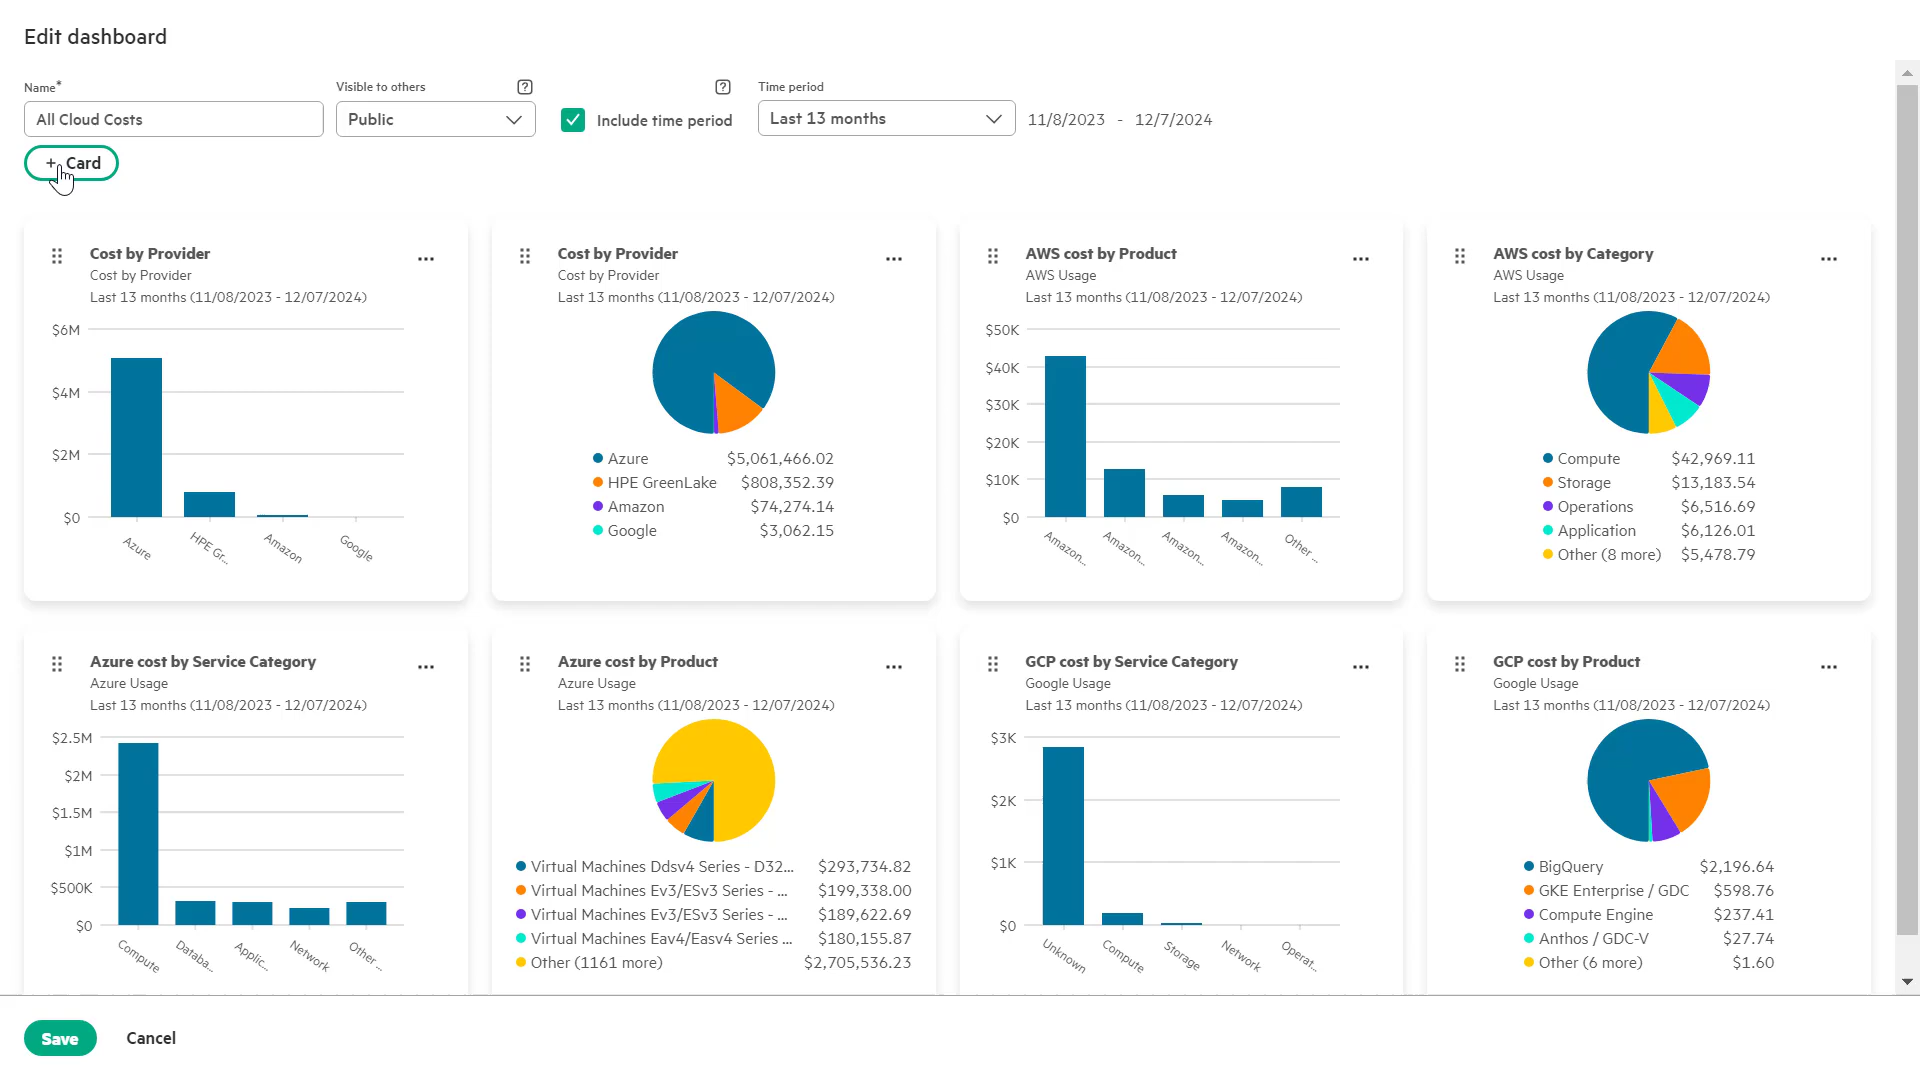 Edit dashboard
Name*
Visible to others
Time period
All Cloud Costs
Public
Include time period
Last 13 months
11/8/2023 - 12/7/2024
+ Card
Cost by Provider
Cost by Provider
Last 13 months (11/08/2023 - 12/07/2024)
$6M
$4M
$2M
$0
Azure
HPE Gr...
Amazon
Google
Cost by Provider
Cost by Provider
Last 13 months (11/08/2023 - 12/07/2024)
Azure $5,061,466.02
HPE GreenLake $808,352.39
Amazon $74,274.14
Google $3,062.15
AWS cost by Product
AWS Usage
Last 13 months (11/08/2023 - 12/07/2024)
$50K
$40K
$30K
$20K
$10K
$0
Amazon...
Amazon...
Amazon...
Amazon...
Other ...
AWS cost by Category
AWS Usage
Last 13 months (11/08/2023 - 12/07/2024)
Compute $42,969.11
Storage $13,183.54
Operations $6,516.69
Application $6,126.01
Other (8 more) $5,478.79
Azure cost by Service Category
Azure Usage
Last 13 months (11/08/2023 - 12/07/2024)
$2.5M
$2M
$1.5M
$1M
$500K
$0
Compute
Databa...
Applic...
Network
Other ...
Azure cost by Product
Azure Usage
Last 13 months (11/08/2023 - 12/07/2024)
Virtual Machines Ddsv4 Series - D32... $293,734.82
Virtual Machines Ev3/ESv3 Series - ... $199,338.00
Virtual Machines Ev3/ESv3 Series - ... $189,622.69
Virtual Machines Eav4/Easv4 Series ... $180,155.87
Other (1161 more) $2,705,536.23
GCP cost by Service Category
Google Usage
Last 13 months (11/08/2023 - 12/07/2024)
$3K
$2K
$1K
$0
Unknown
Compute
Storage
Network
Operat...
GCP cost by Product
Google Usage
Last 13 months (11/08/2023 - 12/07/2024)
BigQuery $2,196.64
GKE Enterprise / GDC $598.76
Compute Engine $237.41
Anthos / GDC-V $27.74
Other (6 more) $1.60
Save
Cancel